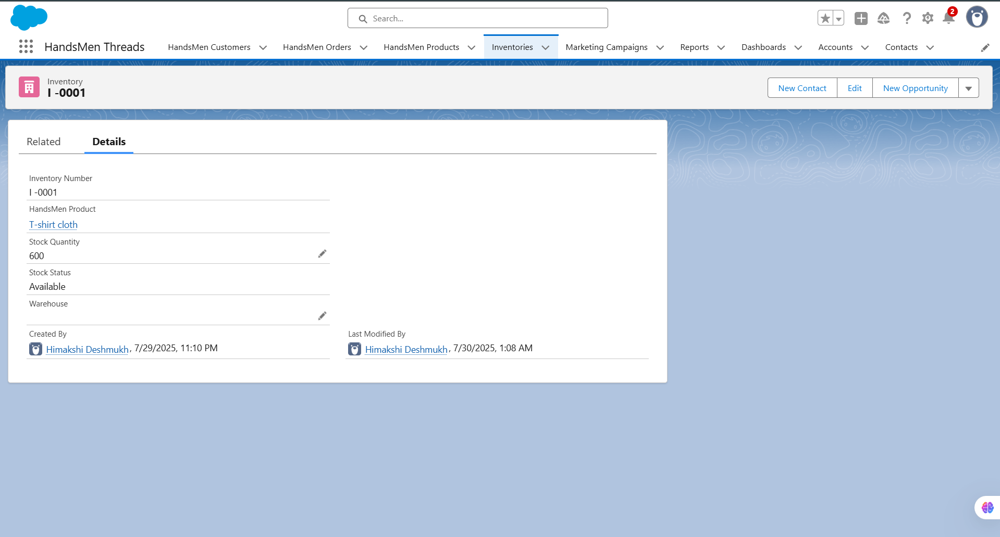 Search...
2
HandsMen Threads
HandsMen Customers
HandsMen Orders
HandsMen Products
Inventories
Marketing Campaigns
Reports
Dashboards
Accounts
Contacts
Inventory
I -0001
New Contact
Edit
New Opportunity
Related
Details
Inventory Number
I -0001
HandsMen Product
T-shirt cloth
Stock Quantity
600
Stock Status
Available
Warehouse
Created By
Himakshi Deshmukh, 7/29/2025, 11:10 PM
Last Modified By
Himakshi Deshmukh, 7/30/2025, 1:08 AM